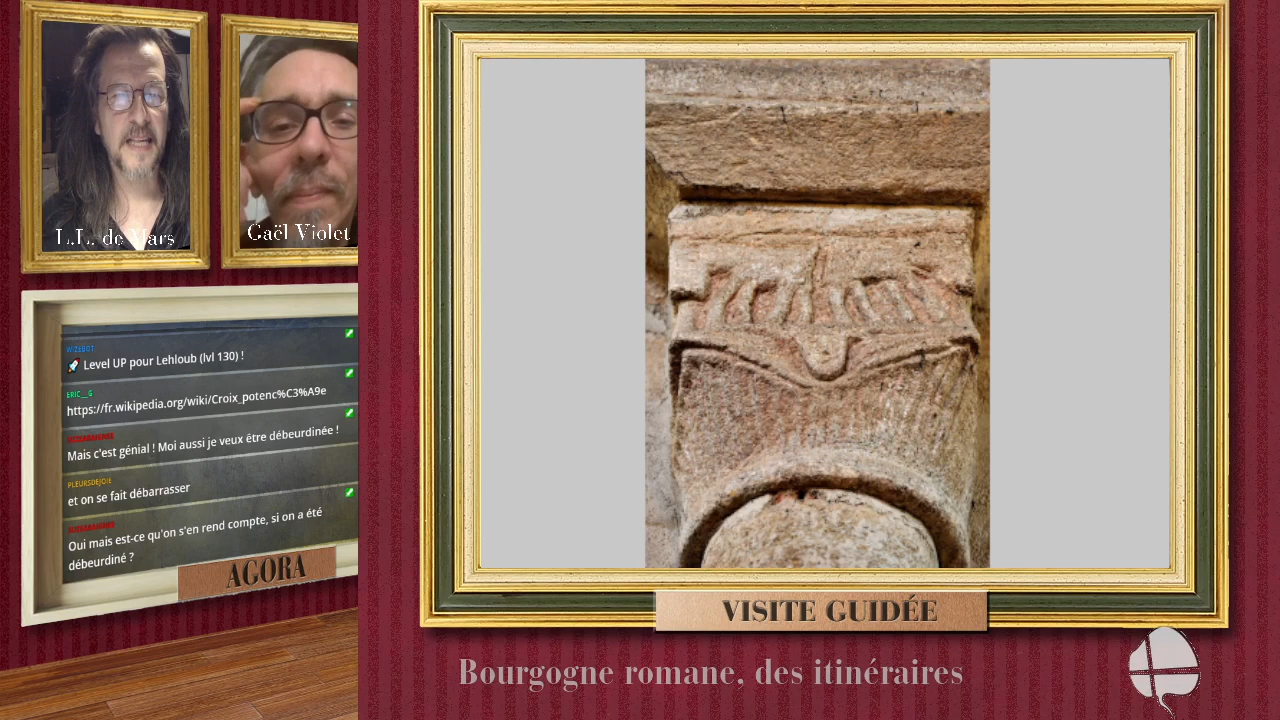 L.L. de Mars
Gaël Violet
WZEBOT
Level UP pour Lehloub (lvl 130) !
ERIC__G
https://fr.wikipedia.org/wiki/Croix_potenc%C3%A9e
Mais c'est génial ! Moi aussi je veux être débeurdinée !
PLEURSDEJOIE
et on se fait débarrasser
Oui mais est-ce qu'on s'en rend compte, si on a été
débeurdiné ?
AGORA
VISITE GUIDÉE
Bourgogne romane, des itinéraires